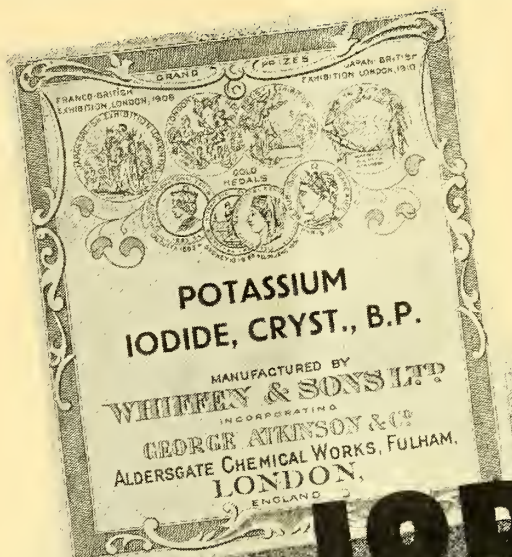 GRAND PRIZES
FRANCO-BRITISH
EXHIBITION, LONDON, 1908
JAPAN-BRITISH
EXHIBITION LONDON, 1910
GOLD
MEDALS
POTASSIUM
IODIDE, CRYST., B.P.
MANUFACTURED BY
WHIFFEN & SONS LTD.
INCORPORATING
GEORGE ATKINSON & CO.
ALDERSGATE CHEMICAL WORKS, FULHAM,
LONDON,
ENGLAND